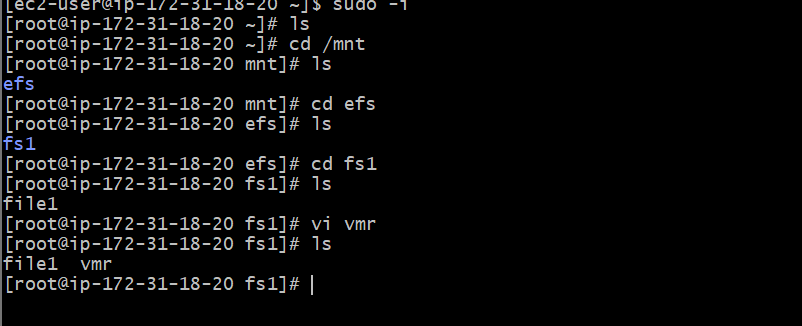 [ec2-user@ip-172-31-18-20 ~]$ sudo -i
[root@ip-172-31-18-20 ~]# ls
[root@ip-172-31-18-20 ~]# cd /mnt
[root@ip-172-31-18-20 mnt]# ls
efs
[root@ip-172-31-18-20 mnt]# cd efs
[root@ip-172-31-18-20 efs]# ls
fs1
[root@ip-172-31-18-20 efs]# cd fs1
[root@ip-172-31-18-20 fs1]# ls
file1
[root@ip-172-31-18-20 fs1]# vi vmr
[root@ip-172-31-18-20 fs1]# ls
file1  vmr
[root@ip-172-31-18-20 fs1]#